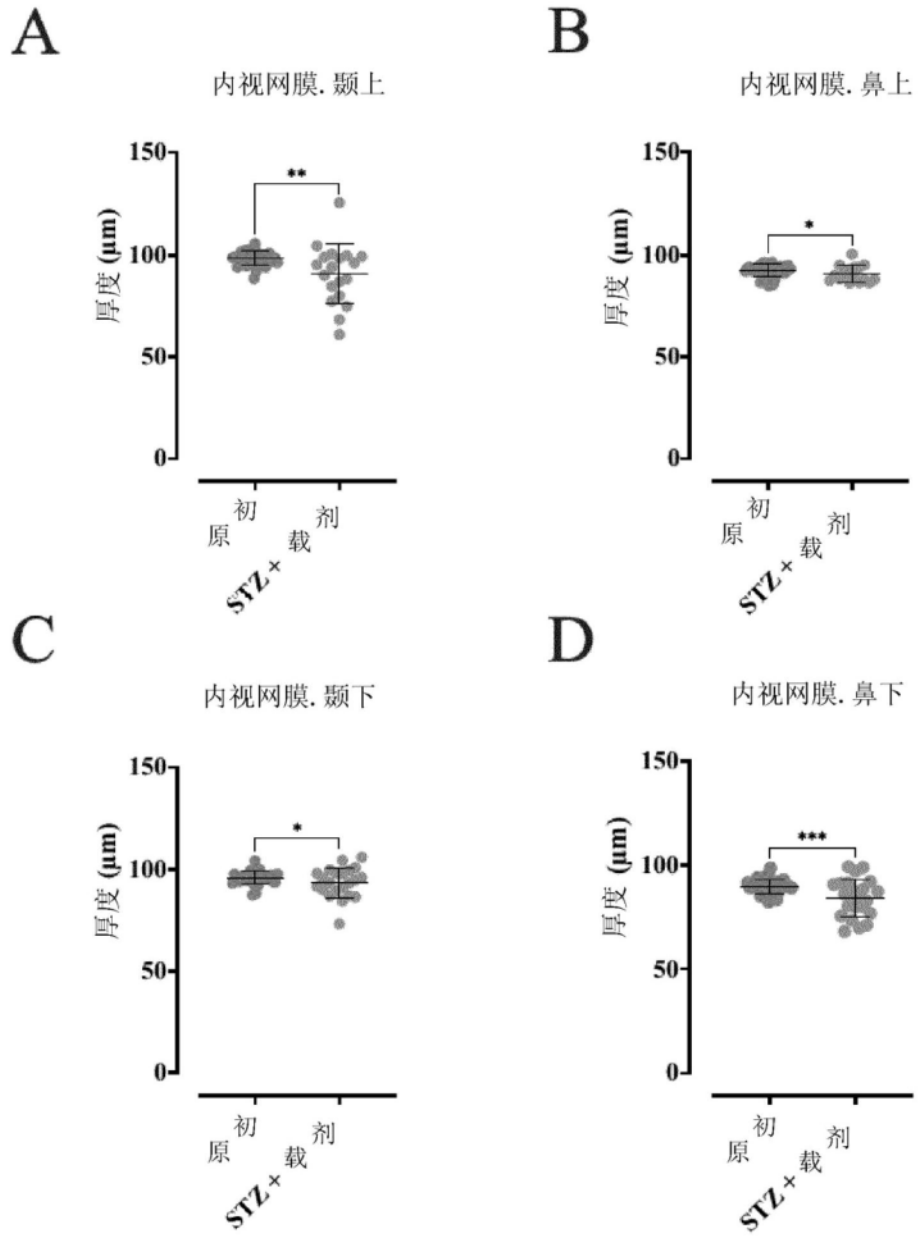 A
内视网膜. 颞上
厚度 (µm)
150
100
50
0
**
原初
STZ + 载剂
B
内视网膜. 鼻上
厚度 (µm)
150
100
50
0
*
原初
STZ + 载剂
C
内视网膜. 颞下
厚度 (µm)
150
100
50
0
*
原初
STZ + 载剂
D
内视网膜. 鼻下
厚度 (µm)
150
100
50
0
***
原初
STZ + 载剂